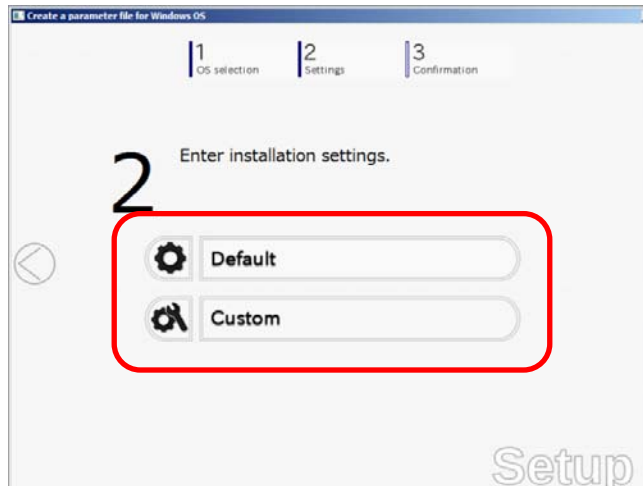 Create a parameter file for Windows OS
1
OS selection
2
Settings
3
Confirmation
2
Enter installation settings.
Default
Custom
Setup